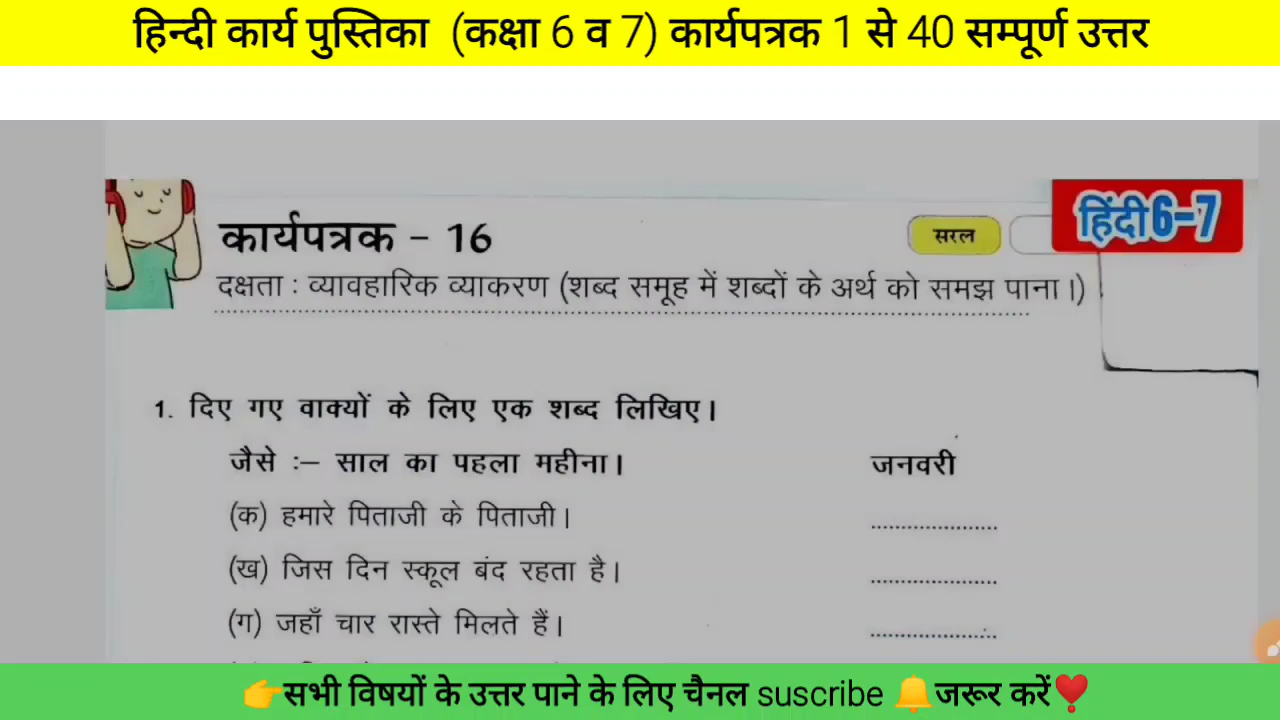 हिन्दी कार्य पुस्तिका (कक्षा 6 व 7) कार्यपत्रक 1 से 40 सम्पूर्ण उत्तर
कार्यपत्रक – 16
सरल
हिंदी 6-7
दक्षता : व्यावहारिक व्याकरण (शब्द समूह में शब्दों के अर्थ को समझ पाना।)
1. दिए गए वाक्यों के लिए एक शब्द लिखिए।
जैसे :– साल का पहला महीना। जनवरी
(क) हमारे पिताजी के पिताजी। .....................
(ख) जिस दिन स्कूल बंद रहता है। .....................
(ग) जहाँ चार रास्ते मिलते हैं। .....................
👉सभी विषयों के उत्तर पाने के लिए चैनल suscribe 🔔जरूर करें❣️